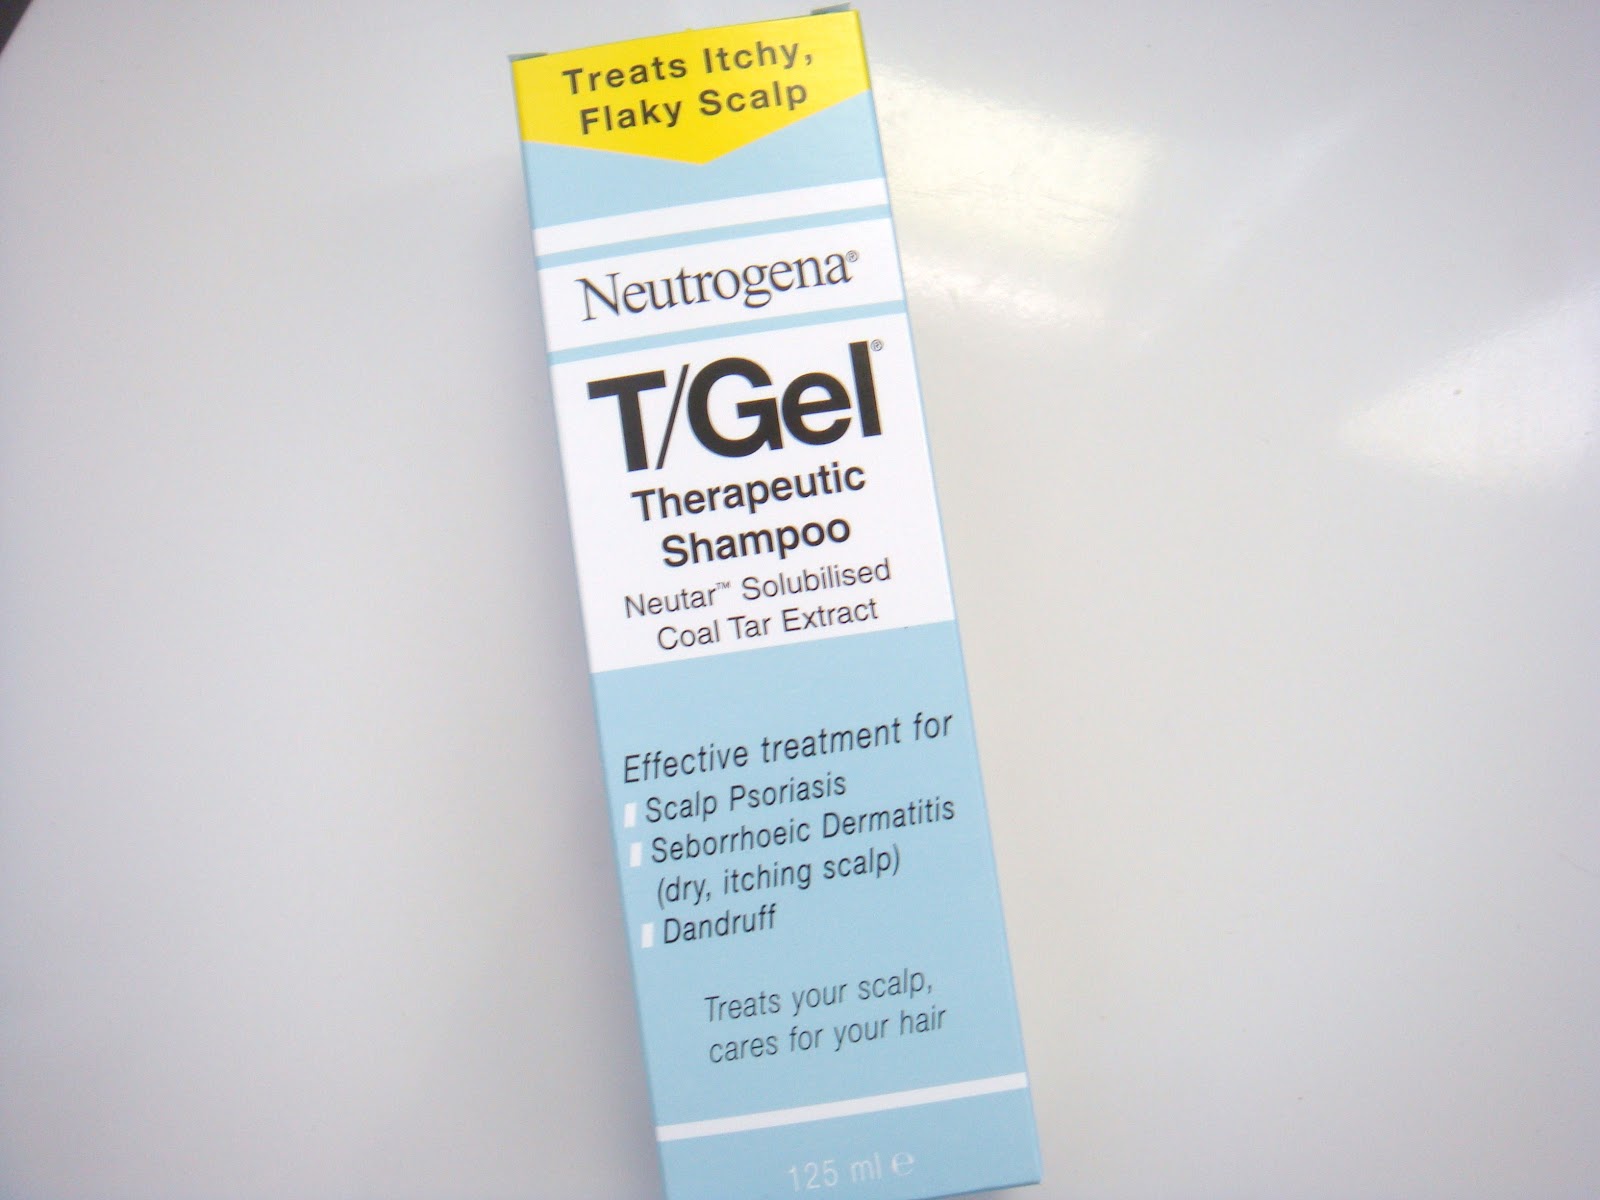 Treats Itchy,
Flaky Scalp
Neutrogena®
T/Gel®
Therapeutic
Shampoo
Neutar™ Solubilised
Coal Tar Extract
Effective treatment for
Scalp Psoriasis
Seborrhoeic Dermatitis
(dry, itching scalp)
Dandruff
Treats your scalp,
cares for your hair
125 ml ℮